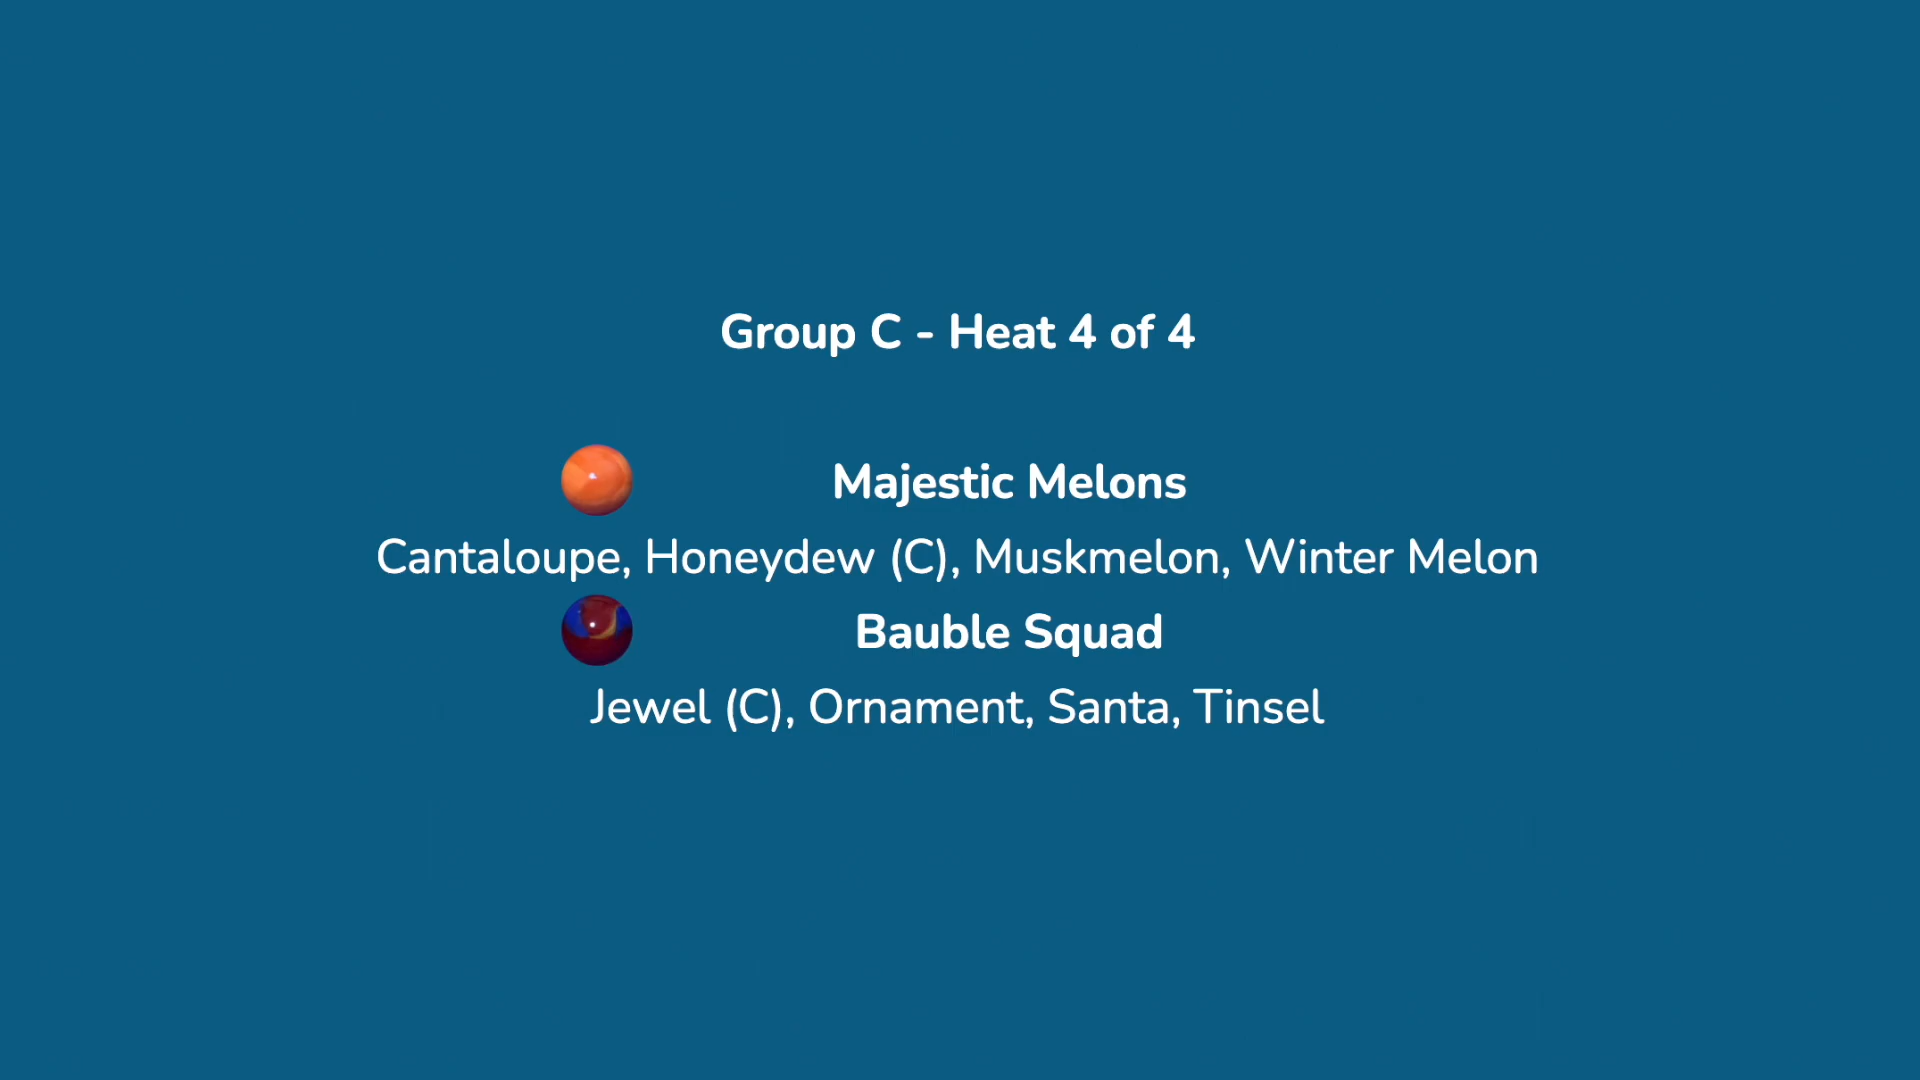 Group C - Heat 4 of 4
Majestic Melons
Cantaloupe, Honeydew (C), Muskmelon, Winter Melon
Bauble Squad
Jewel (C), Ornament, Santa, Tinsel